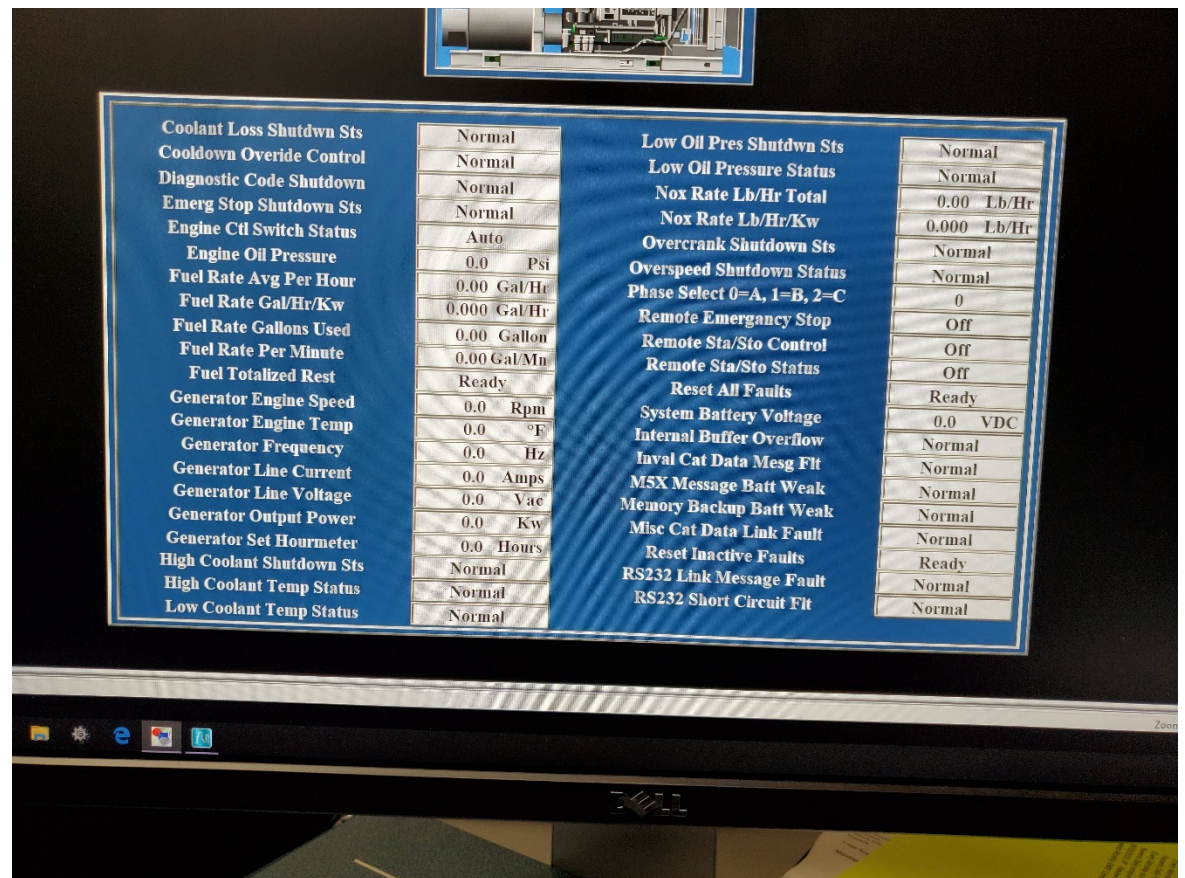 Coolant Loss Shutdwn Sts Normal
Cooldown Overide Control Normal
Diagnostic Code Shutdown Normal
Emerg Stop Shutdown Sts Normal
Engine Ctl Switch Status Auto
Engine Oil Pressure 0.0 Psi
Fuel Rate Avg Per Hour 0.00 Gal/Hr
Fuel Rate Gal/Hr/Kw 0.000 Gal/Hr
Fuel Rate Gallons Used 0.00 Gallon
Fuel Rate Per Minute 0.00 Gal/Mn
Fuel Totalized Rest Ready
Generator Engine Speed 0.0 Rpm
Generator Engine Temp 0.0 °F
Generator Frequency 0.0 Hz
Generator Line Current 0.0 Amps
Generator Line Voltage 0.0 Vac
Generator Output Power 0.0 Kw
Generator Set Hourmeter 0.0 Hours
High Coolant Shutdown Sts Normal
High Coolant Temp Status Normal
Low Coolant Temp Status Normal
Low Oil Pres Shutdwn Sts Normal
Low Oil Pressure Status Normal
Nox Rate Lb/Hr Total 0.00 Lb/Hr
Nox Rate Lb/Hr/Kw 0.000 Lb/Hr
Overcrank Shutdown Sts Normal
Overspeed Shutdown Status Normal
Phase Select 0=A, 1=B, 2=C 0
Remote Emergancy Stop Off
Remote Sta/Sto Control Off
Remote Sta/Sto Status Off
Reset All Faults Ready
System Battery Voltage 0.0 VDC
Internal Buffer Overflow Normal
Inval Cat Data Mesg Flt Normal
M5X Message Batt Weak Normal
Memory Backup Batt Weak Normal
Misc Cat Data Link Fault Normal
Reset Inactive Faults Ready
RS232 Link Message Fault Normal
RS232 Short Circuit Flt Normal
Zoom
DELL